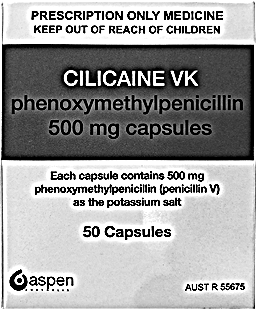 PRESCRIPTION ONLY MEDICINE
KEEP OUT OF REACH OF CHILDREN
CILICAINE VK
phenoxymethylpenicillin
500 mg capsules
Each capsule contains 500 mg
phenoxymethylpenicillin (penicillin V)
as the potassium salt
50 Capsules
aspen
AUST R 55675